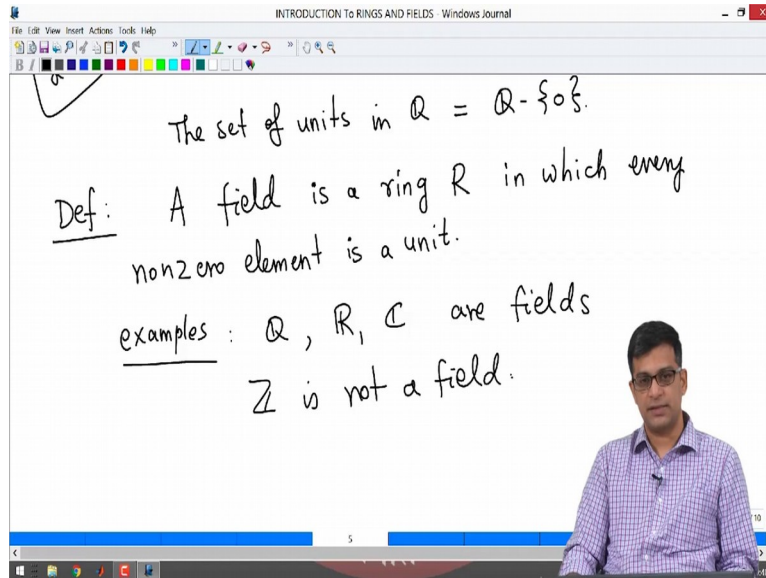 INTRODUCTION To RINGS AND FIELDS - Windows Journal
File Edit View Insert Actions Tools Help
The set of units in Q = Q-{0}.
Def: A field is a ring R in which every
nonzero element is a unit.
examples: Q, R, C are fields
Z is not a field.
5